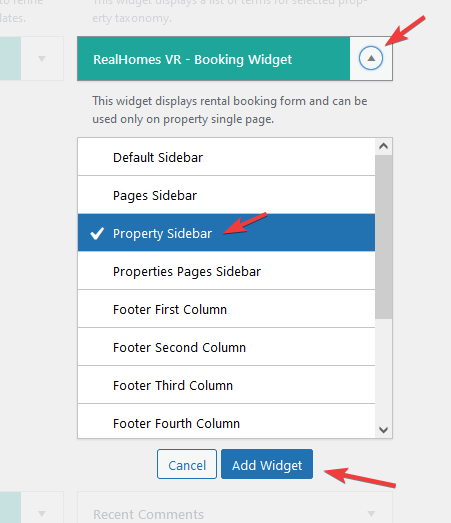 to refine
This widget displays a list of terms for selected prop-
lates.
erty taxonomy.
RealHomes VR - Booking Widget
This widget displays rental booking form and can be
used only on property single page.
Default Sidebar
Pages Sidebar
Property Sidebar
Properties Pages Sidebar
Footer First Column
Footer Second Column
Footer Third Column
Footer Fourth Column
Cancel
Add Widget
Recent Comments